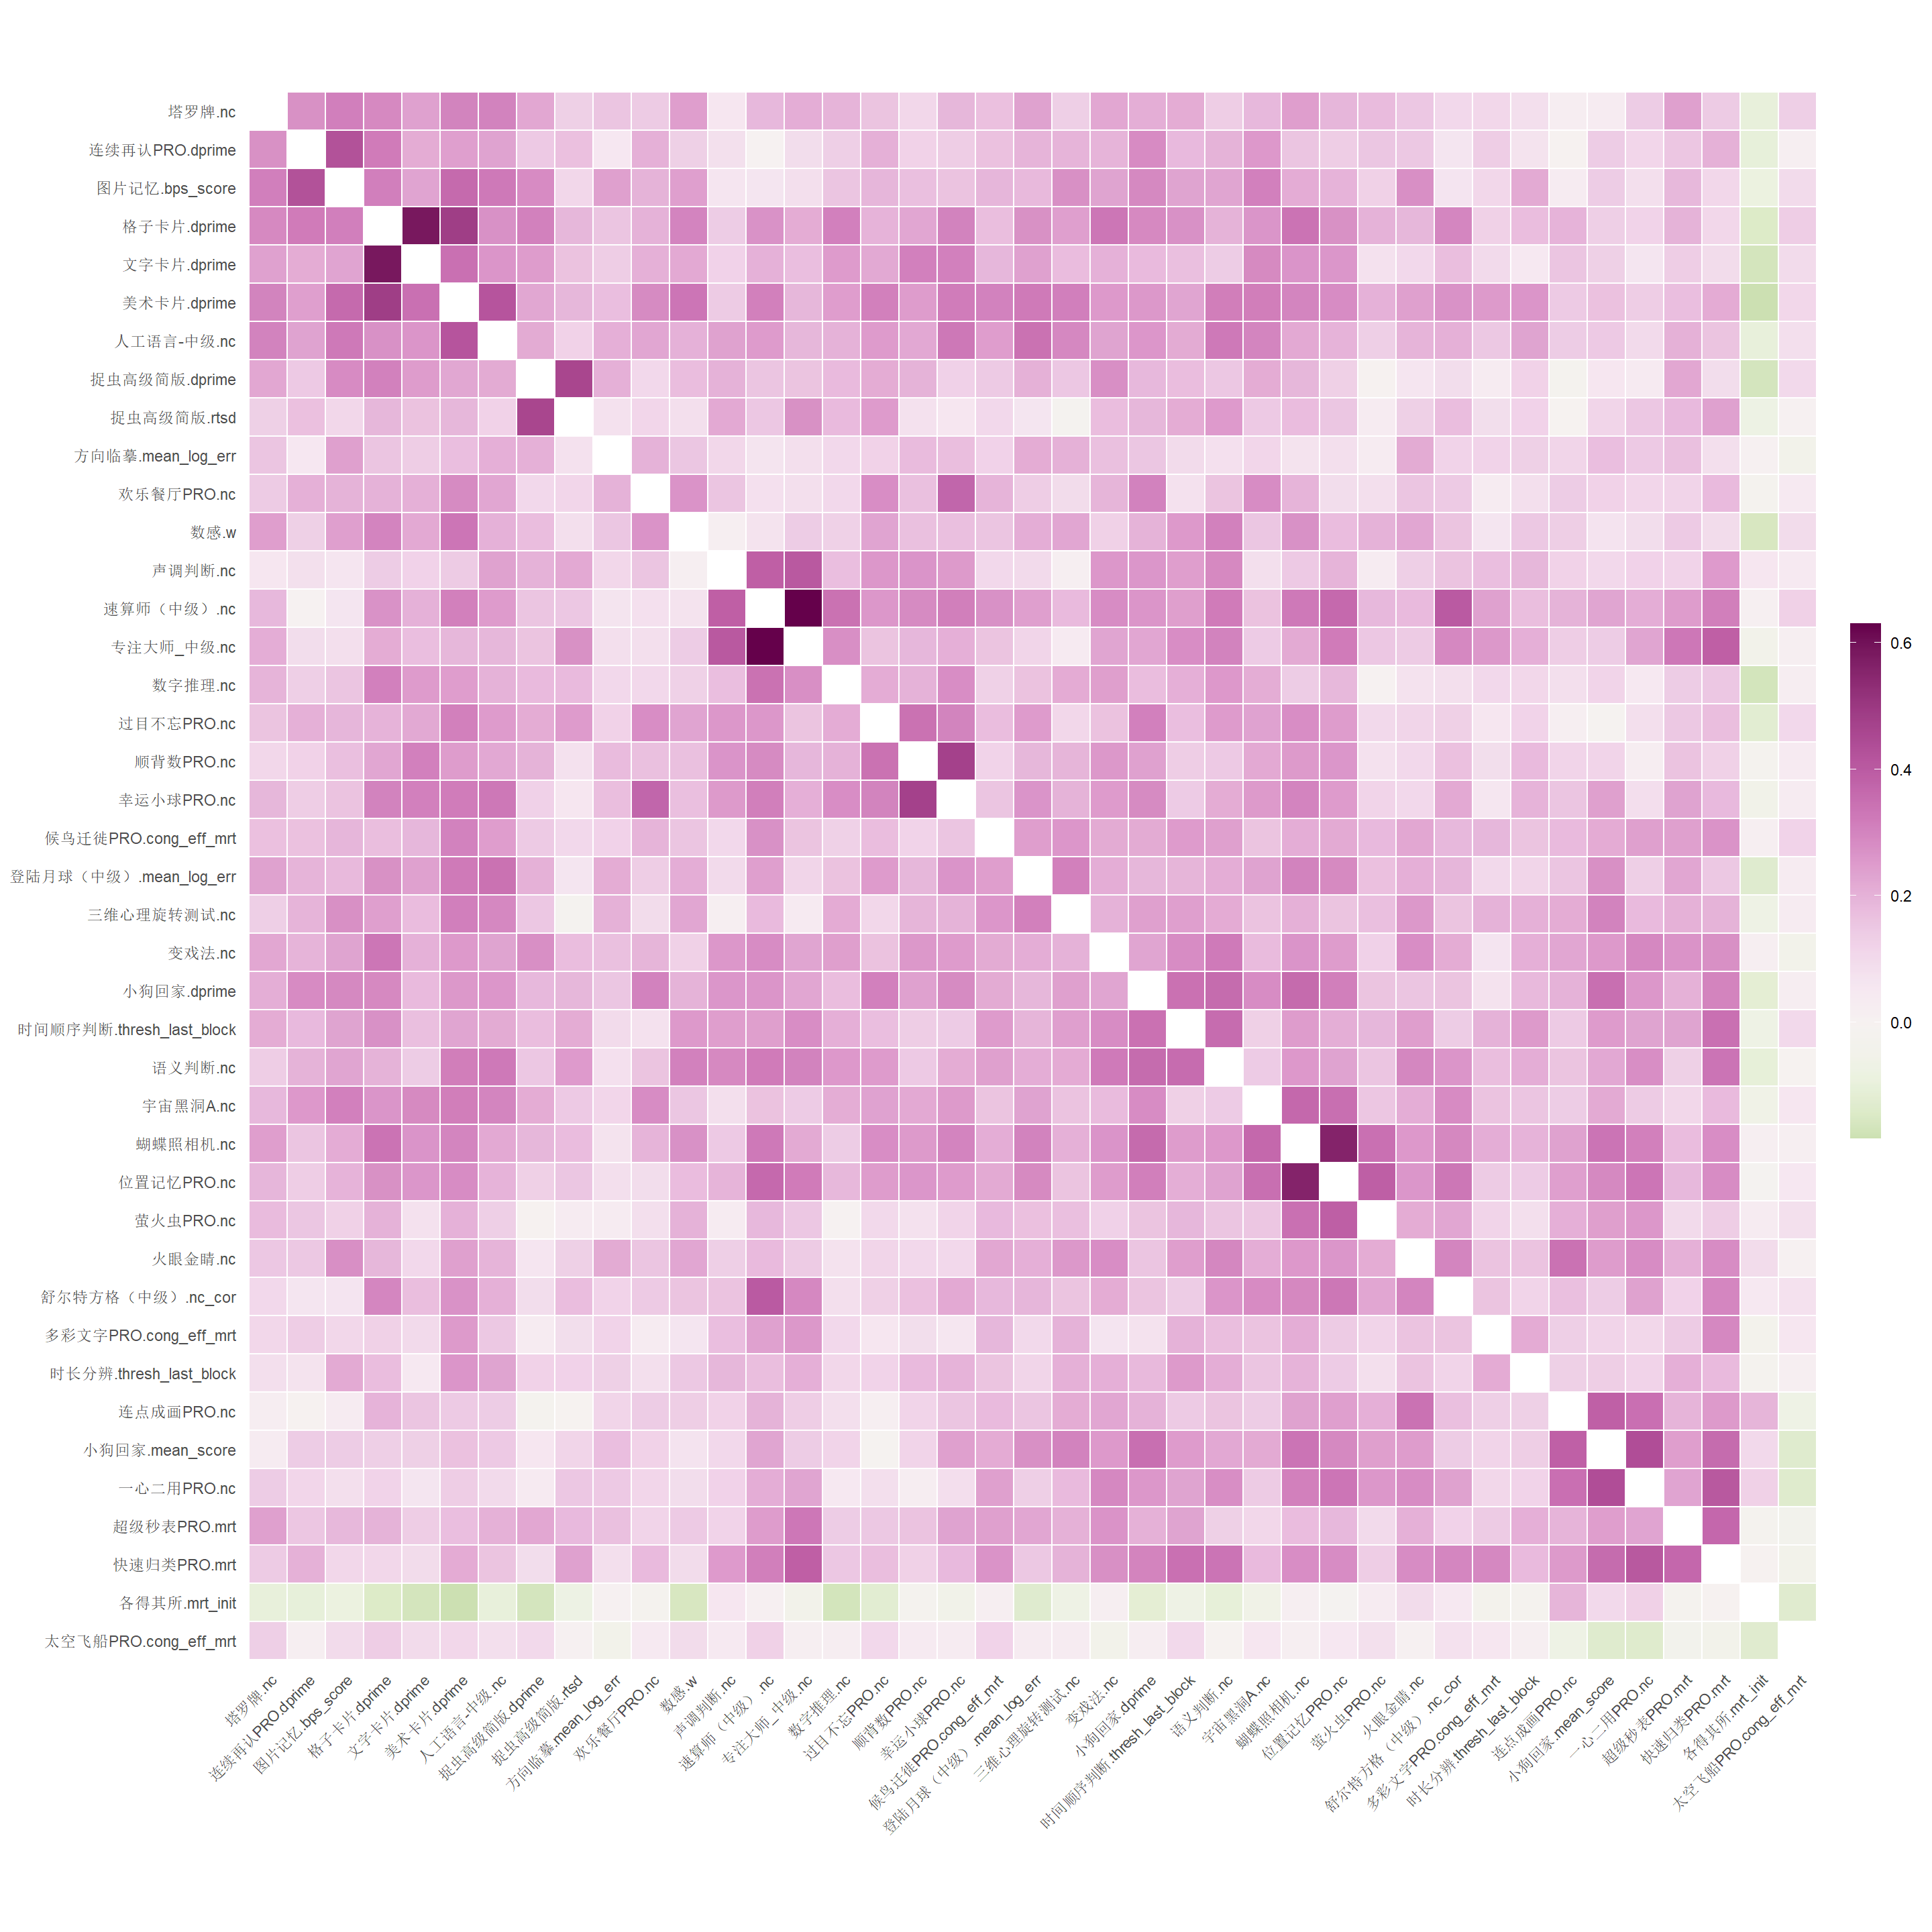 塔罗牌.nc
连续再认PRO.dprime
图片记忆.bps_score
格子卡片.dprime
文字卡片.dprime
美术卡片.dprime
人工语言-中级.nc
捉虫高级简版.dprime
捉虫高级简版.rtsd
方向临摹.mean_log_err
欢乐餐厅PRO.nc
数感.w
声调判断.nc
速算师（中级）.nc
专注大师_中级.nc
数字推理.nc
过目不忘PRO.nc
顺背数PRO.nc
幸运小球PRO.nc
候鸟迁徙PRO.cong_eff_mrt
登陆月球（中级）.mean_log_err
三维心理旋转测试.nc
变戏法.nc
小狗回家.dprime
时间顺序判断.thresh_last_block
语义判断.nc
宇宙黑洞A.nc
蝴蝶照相机.nc
位置记忆PRO.nc
萤火虫PRO.nc
火眼金睛.nc
舒尔特方格（中级）.nc_cor
多彩文字PRO.cong_eff_mrt
时长分辨.thresh_last_block
连点成画PRO.nc
小狗回家.mean_score
一心二用PRO.nc
超级秒表PRO.mrt
快速归类PRO.mrt
各得其所.mrt_init
太空飞船PRO.cong_eff_mrt
塔罗牌.nc
连续再认PRO.dprime
图片记忆.bps_score
格子卡片.dprime
文字卡片.dprime
美术卡片.dprime
人工语言-中级.nc
捉虫高级简版.dprime
捉虫高级简版.rtsd
方向临摹.mean_log_err
欢乐餐厅PRO.nc
数感.w
声调判断.nc
速算师（中级）.nc
专注大师_中级.nc
数字推理.nc
过目不忘PRO.nc
顺背数PRO.nc
幸运小球PRO.nc
候鸟迁徙PRO.cong_eff_mrt
登陆月球（中级）.mean_log_err
三维心理旋转测试.nc
变戏法.nc
小狗回家.dprime
时间顺序判断.thresh_last_block
语义判断.nc
宇宙黑洞A.nc
蝴蝶照相机.nc
位置记忆PRO.nc
萤火虫PRO.nc
火眼金睛.nc
舒尔特方格（中级）.nc_cor
多彩文字PRO.cong_eff_mrt
时长分辨.thresh_last_block
连点成画PRO.nc
小狗回家.mean_score
一心二用PRO.nc
超级秒表PRO.mrt
快速归类PRO.mrt
各得其所.mrt_init
太空飞船PRO.cong_eff_mrt
0.6
0.4
0.2
0.0